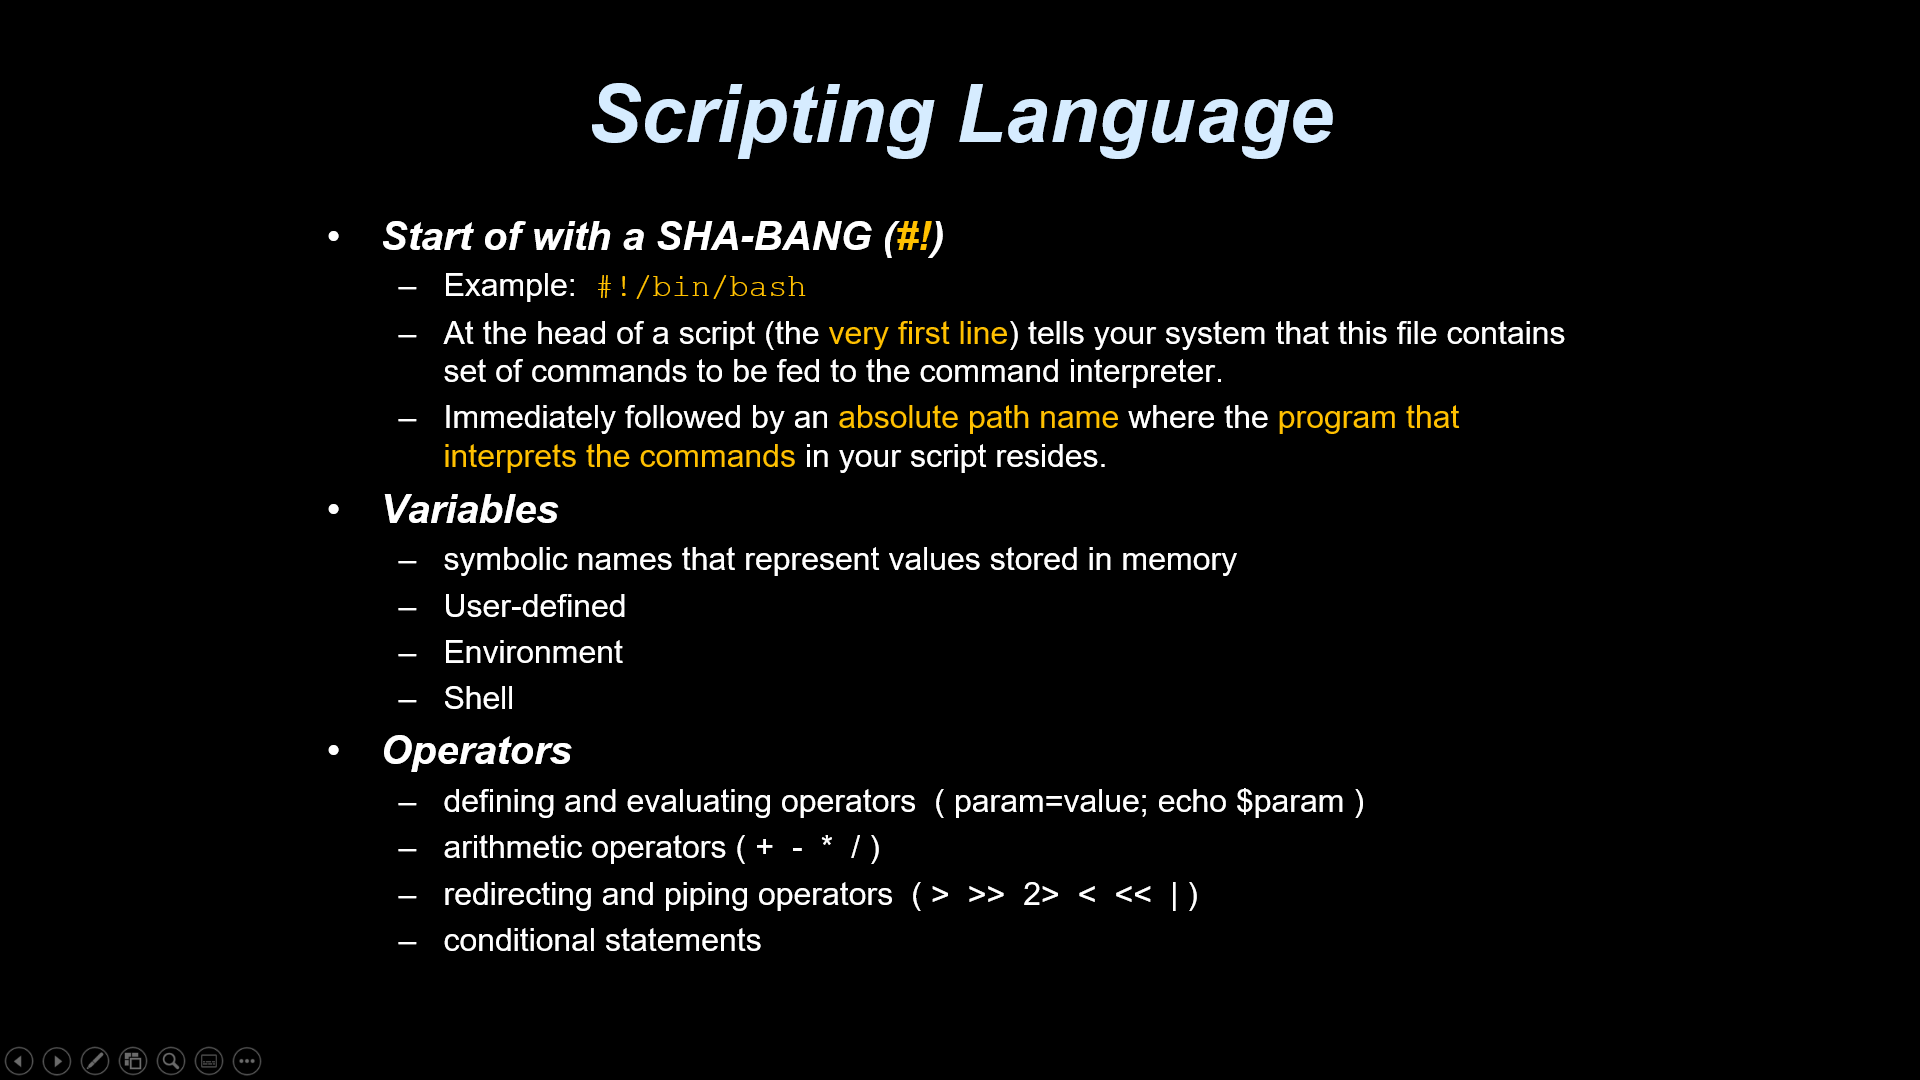 Scripting Language
• Start of with a SHA-BANG (#!)
– Example: #!/bin/bash
– At the head of a script (the very first line) tells your system that this file contains
set of commands to be fed to the command interpreter.
– Immediately followed by an absolute path name where the program that
interprets the commands in your script resides.
• Variables
– symbolic names that represent values stored in memory
– User-defined
– Environment
– Shell
• Operators
– defining and evaluating operators ( param=value; echo $param )
– arithmetic operators ( + - * / )
– redirecting and piping operators ( > >> 2> < << | )
– conditional statements